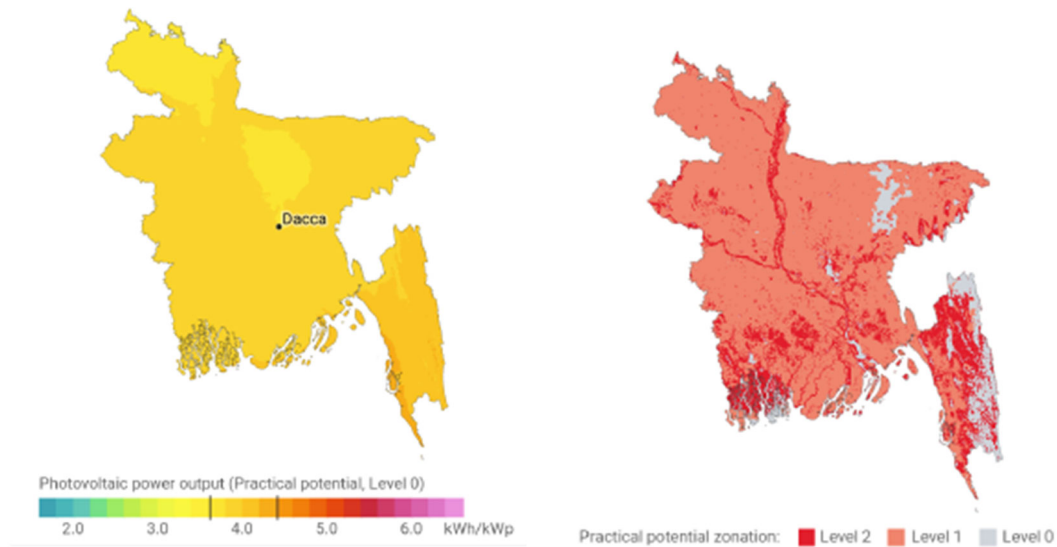 Dacca
Photovoltaic power output (Practical potential, Level 0)
2.0 3.0 4.0 5.0 6.0 kWh/kWp
Practical potential zonation: Level 2 Level 1 Level 0